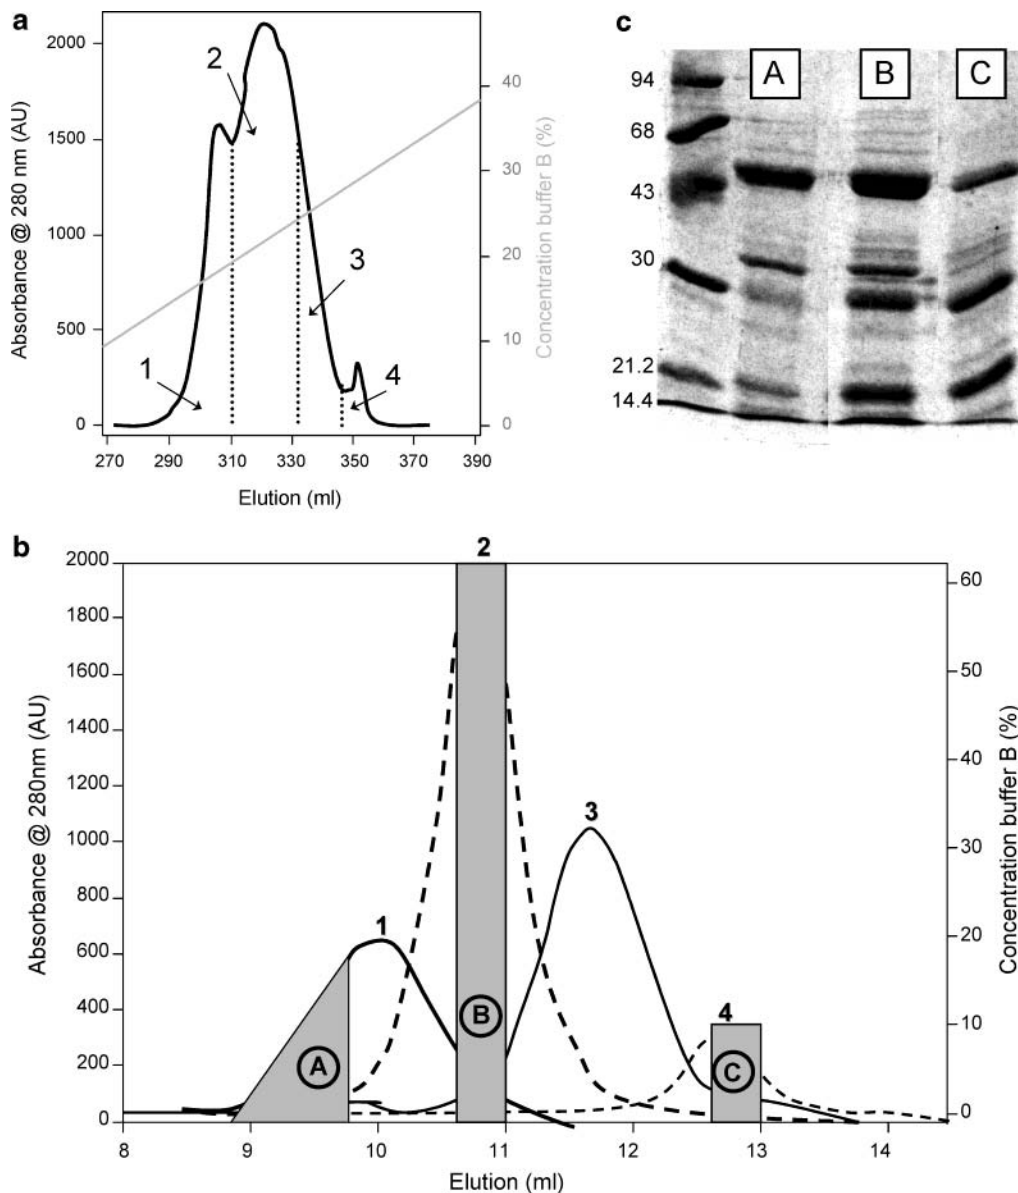 a
2000
1500
1000
500
0
Absorbance @ 280 nm (AU)
1
2
3
4
40
30
20
10
0
Concentration buffer B (%)
270 290 310 330 350 370 390
Elution (ml)
c
A B C
94
68
43
30
21.2
14.4
b
2000
1800
1600
1400
1200
1000
800
600
400
200
0
Absorbance @ 280nm (AU)
2
3
1
4
A
B
C
60
50
40
30
20
10
0
Concentration buffer B (%)
8 9 10 11 12 13 14
Elution (ml)